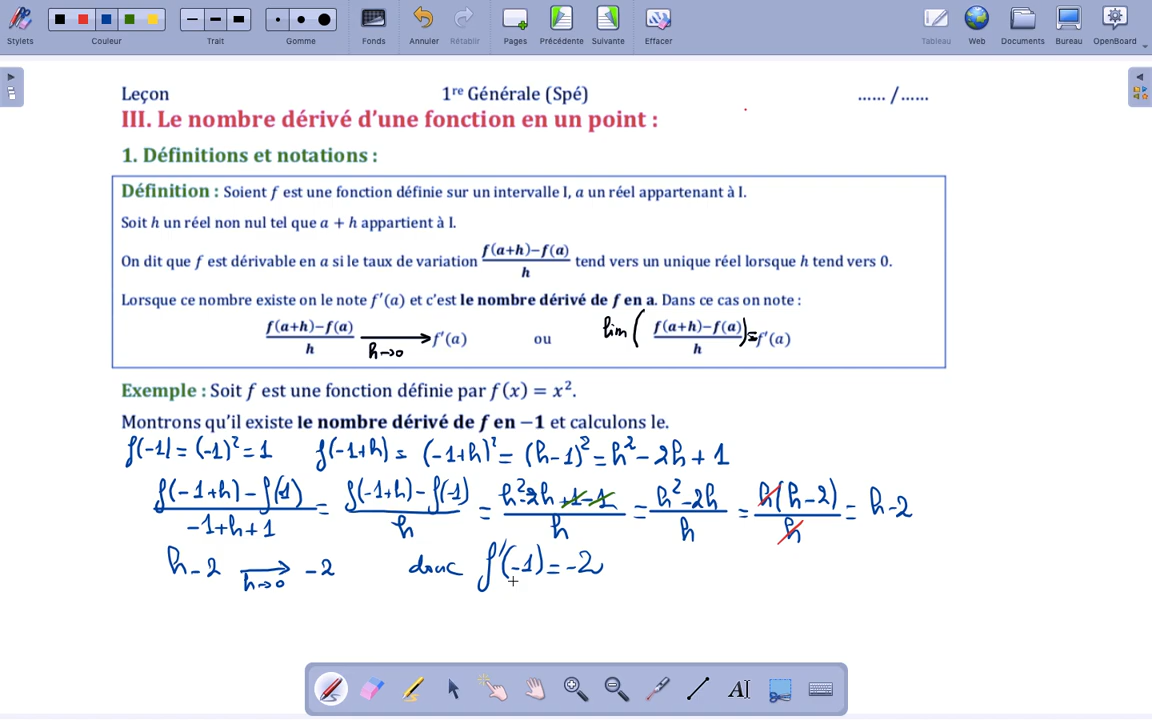 Stylets Couleur Trait Gomme Fonds Annuler Rétablir Pages Précédente Suivante Effacer Tableau Web Documents Bureau OpenBoard
Leçon 1re Générale (Spé) ...... /......
III. Le nombre dérivé d'une fonction en un point :
1. Définitions et notations :
Définition : Soient f est une fonction définie sur un intervalle I, a un réel appartenant à I.
Soit h un réel non nul tel que a + h appartient à I.
On dit que f est dérivable en a si le taux de variation (f(a+h)−f(a))/h tend vers un unique réel lorsque h tend vers 0.
Lorsque ce nombre existe on le note f′(a) et c'est le nombre dérivé de f en a. Dans ce cas on note :
(f(a+h)−f(a))/h ⟶ h→0 f′(a) ou lim ((f(a+h)−f(a))/h) = f′(a)
Exemple : Soit f est une fonction définie par f(x) = x².
Montrons qu'il existe le nombre dérivé de f en −1 et calculons le.
f(-1) = (-1)² = 1 f(-1+h) = (-1+h)² = (h-1)² = h² - 2h + 1
(f(-1+h) - f(-1))/(-1+h+1) = (f(-1+h) - f(-1))/h = (h²-2h+1-1)/h = (h²-2h)/h = h(h-2)/h = h-2
h-2 ⟶ h→0 -2 donc f'(-1) = -2
AI